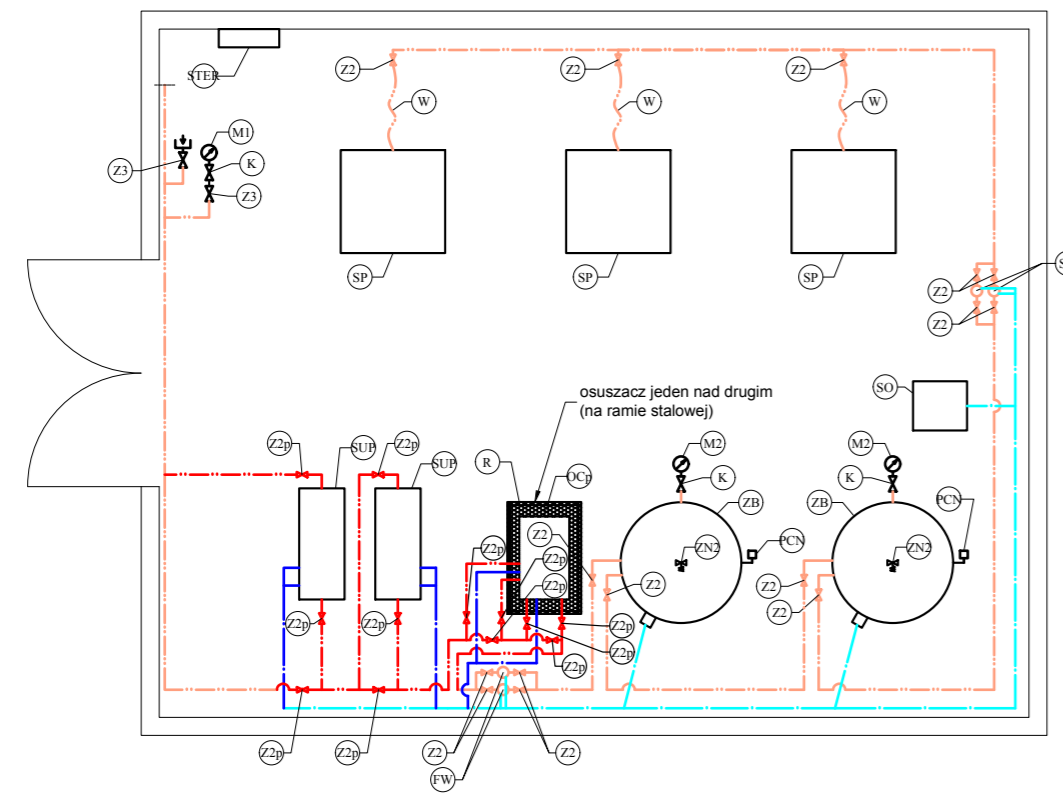 STER
Z2
Z2
Z2
W
W
W
M1
K
Z3
Z3
SP
SP
SP
Z2
Z2
SO
osuszacz jeden nad drugim
(na ramie stalowej)
Z2p
SUP
Z2p
SUP
R
OCp
M2
K
ZB
M2
K
ZB
PCN
PCN
Z2p
Z2
Z2p
Z2p
ZN2
ZN2
Z2
Z2
Z2
Z2p
Z2p
Z2p
Z2p
Z2p
Z2p
Z2p
Z2
Z2
FW